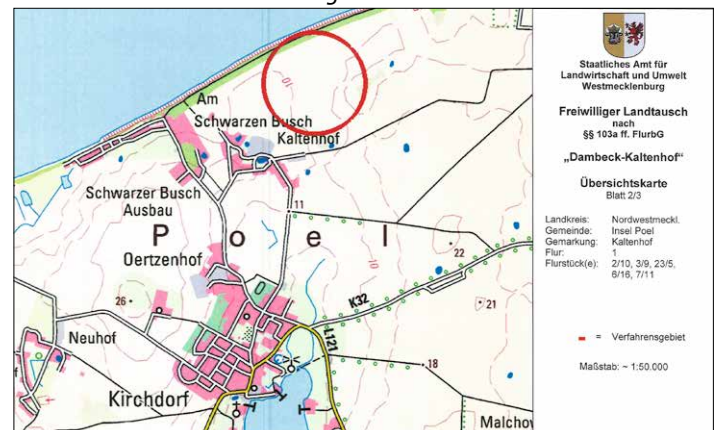 Am
Schwarzen Busch
Kaltenhof
Schwarzer Busch
Ausbau
Poel
Oertzenhof
Neuhof
Kirchdorf
Malchow
K32
L121
10
11
10
22
21
26
18
Staatliches Amt für
Landwirtschaft und Umwelt
Westmecklenburg
Freiwilliger Landtausch
nach
§§ 103a ff. FlurbG
„Dambeck-Kaltenhof“
Übersichtskarte
Blatt 2/3
Landkreis: Nordwestmeckl.
Gemeinde: Insel Poel
Gemarkung: Kaltenhof
Flur: 1
Flurstück(e): 2/10, 3/9, 23/5,
6/16, 7/11
= Verfahrensgebiet
Maßstab: ~ 1:50.000